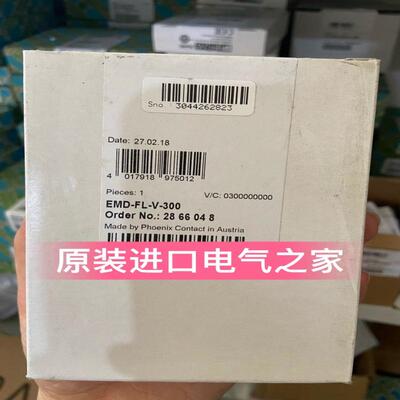 Sno 3044262823
Date: 27.02.18
4 017918 975012
Pieces: 1 V/C: 0300000000
EMD-FL-V-300
Order No.: 28 66 04 8
Made by Phoenix Contact in Austria
原装进口电气之家